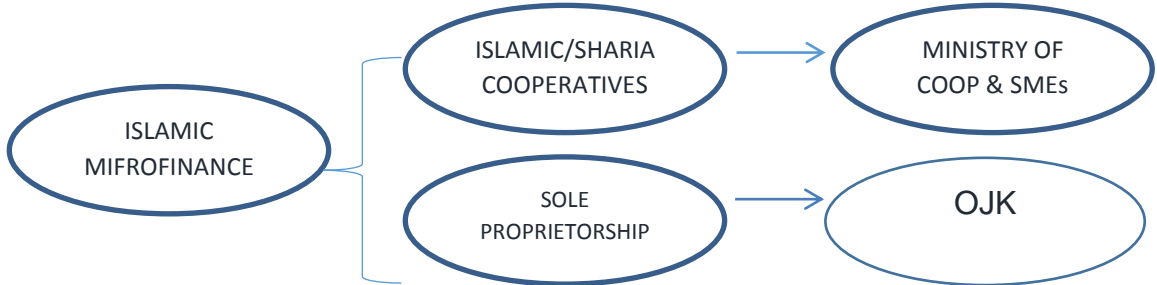 ISLAMIC
MIFROFINANCE
ISLAMIC/SHARIA
COOPERATIVES
MINISTRY OF
COOP & SMEs
SOLE
PROPRIETORSHIP
OJK